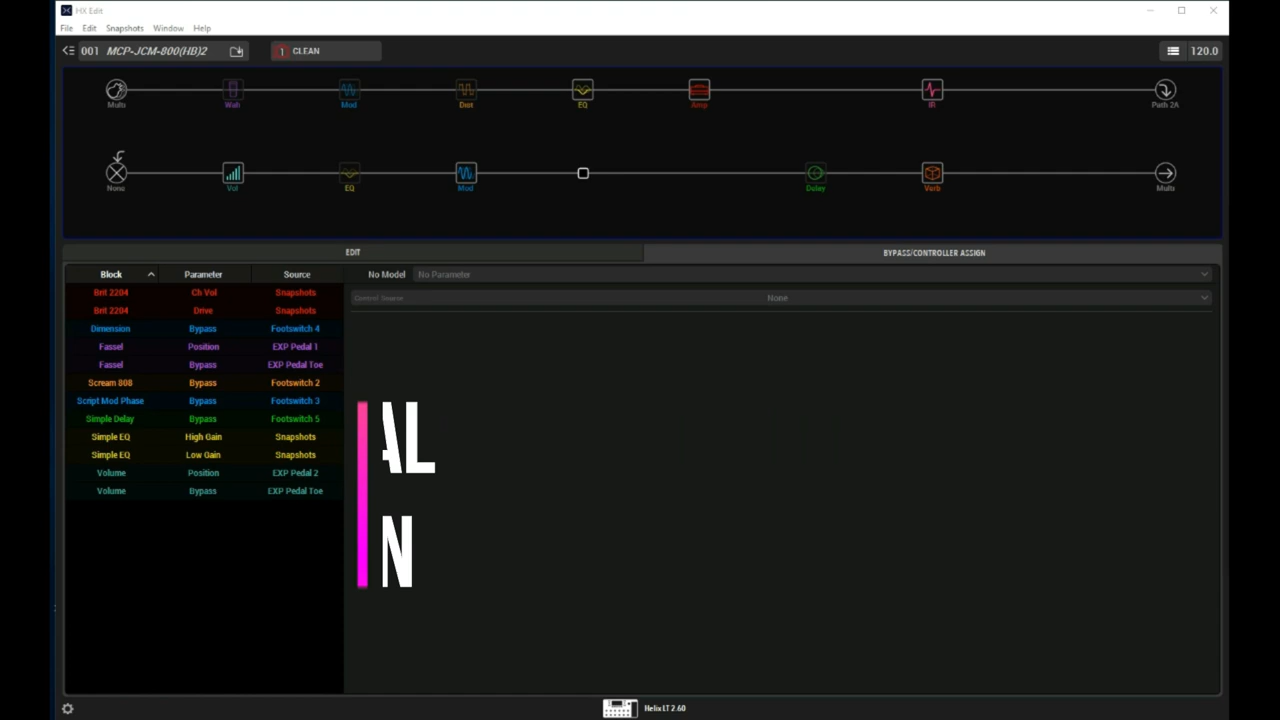 HX Edit
File Edit Snapshots Window Help
001 MCP-JCM-800(HB)2 1 CLEAN 120.0
Multi Wah Mod Dist EQ Amp IR Path 2A
None Vol EQ Mod Delay Verb Multi
EDIT BYPASS/CONTROLLER ASSIGN
Block Parameter Source No Model No Parameter
Brit 2204 Ch Vol Snapshots Control Source None
Brit 2204 Drive Snapshots
Dimension Bypass Footswitch 4
Fassel Position EXP Pedal 1
Fassel Bypass EXP Pedal Toe
Scream 808 Bypass Footswitch 2
Script Mod Phase Bypass Footswitch 3
Simple Delay Bypass Footswitch 5
Simple EQ High Gain Snapshots
Simple EQ Low Gain Snapshots
Volume Position EXP Pedal 2
Volume Bypass EXP Pedal Toe
AL
N
Helix LT 2.60